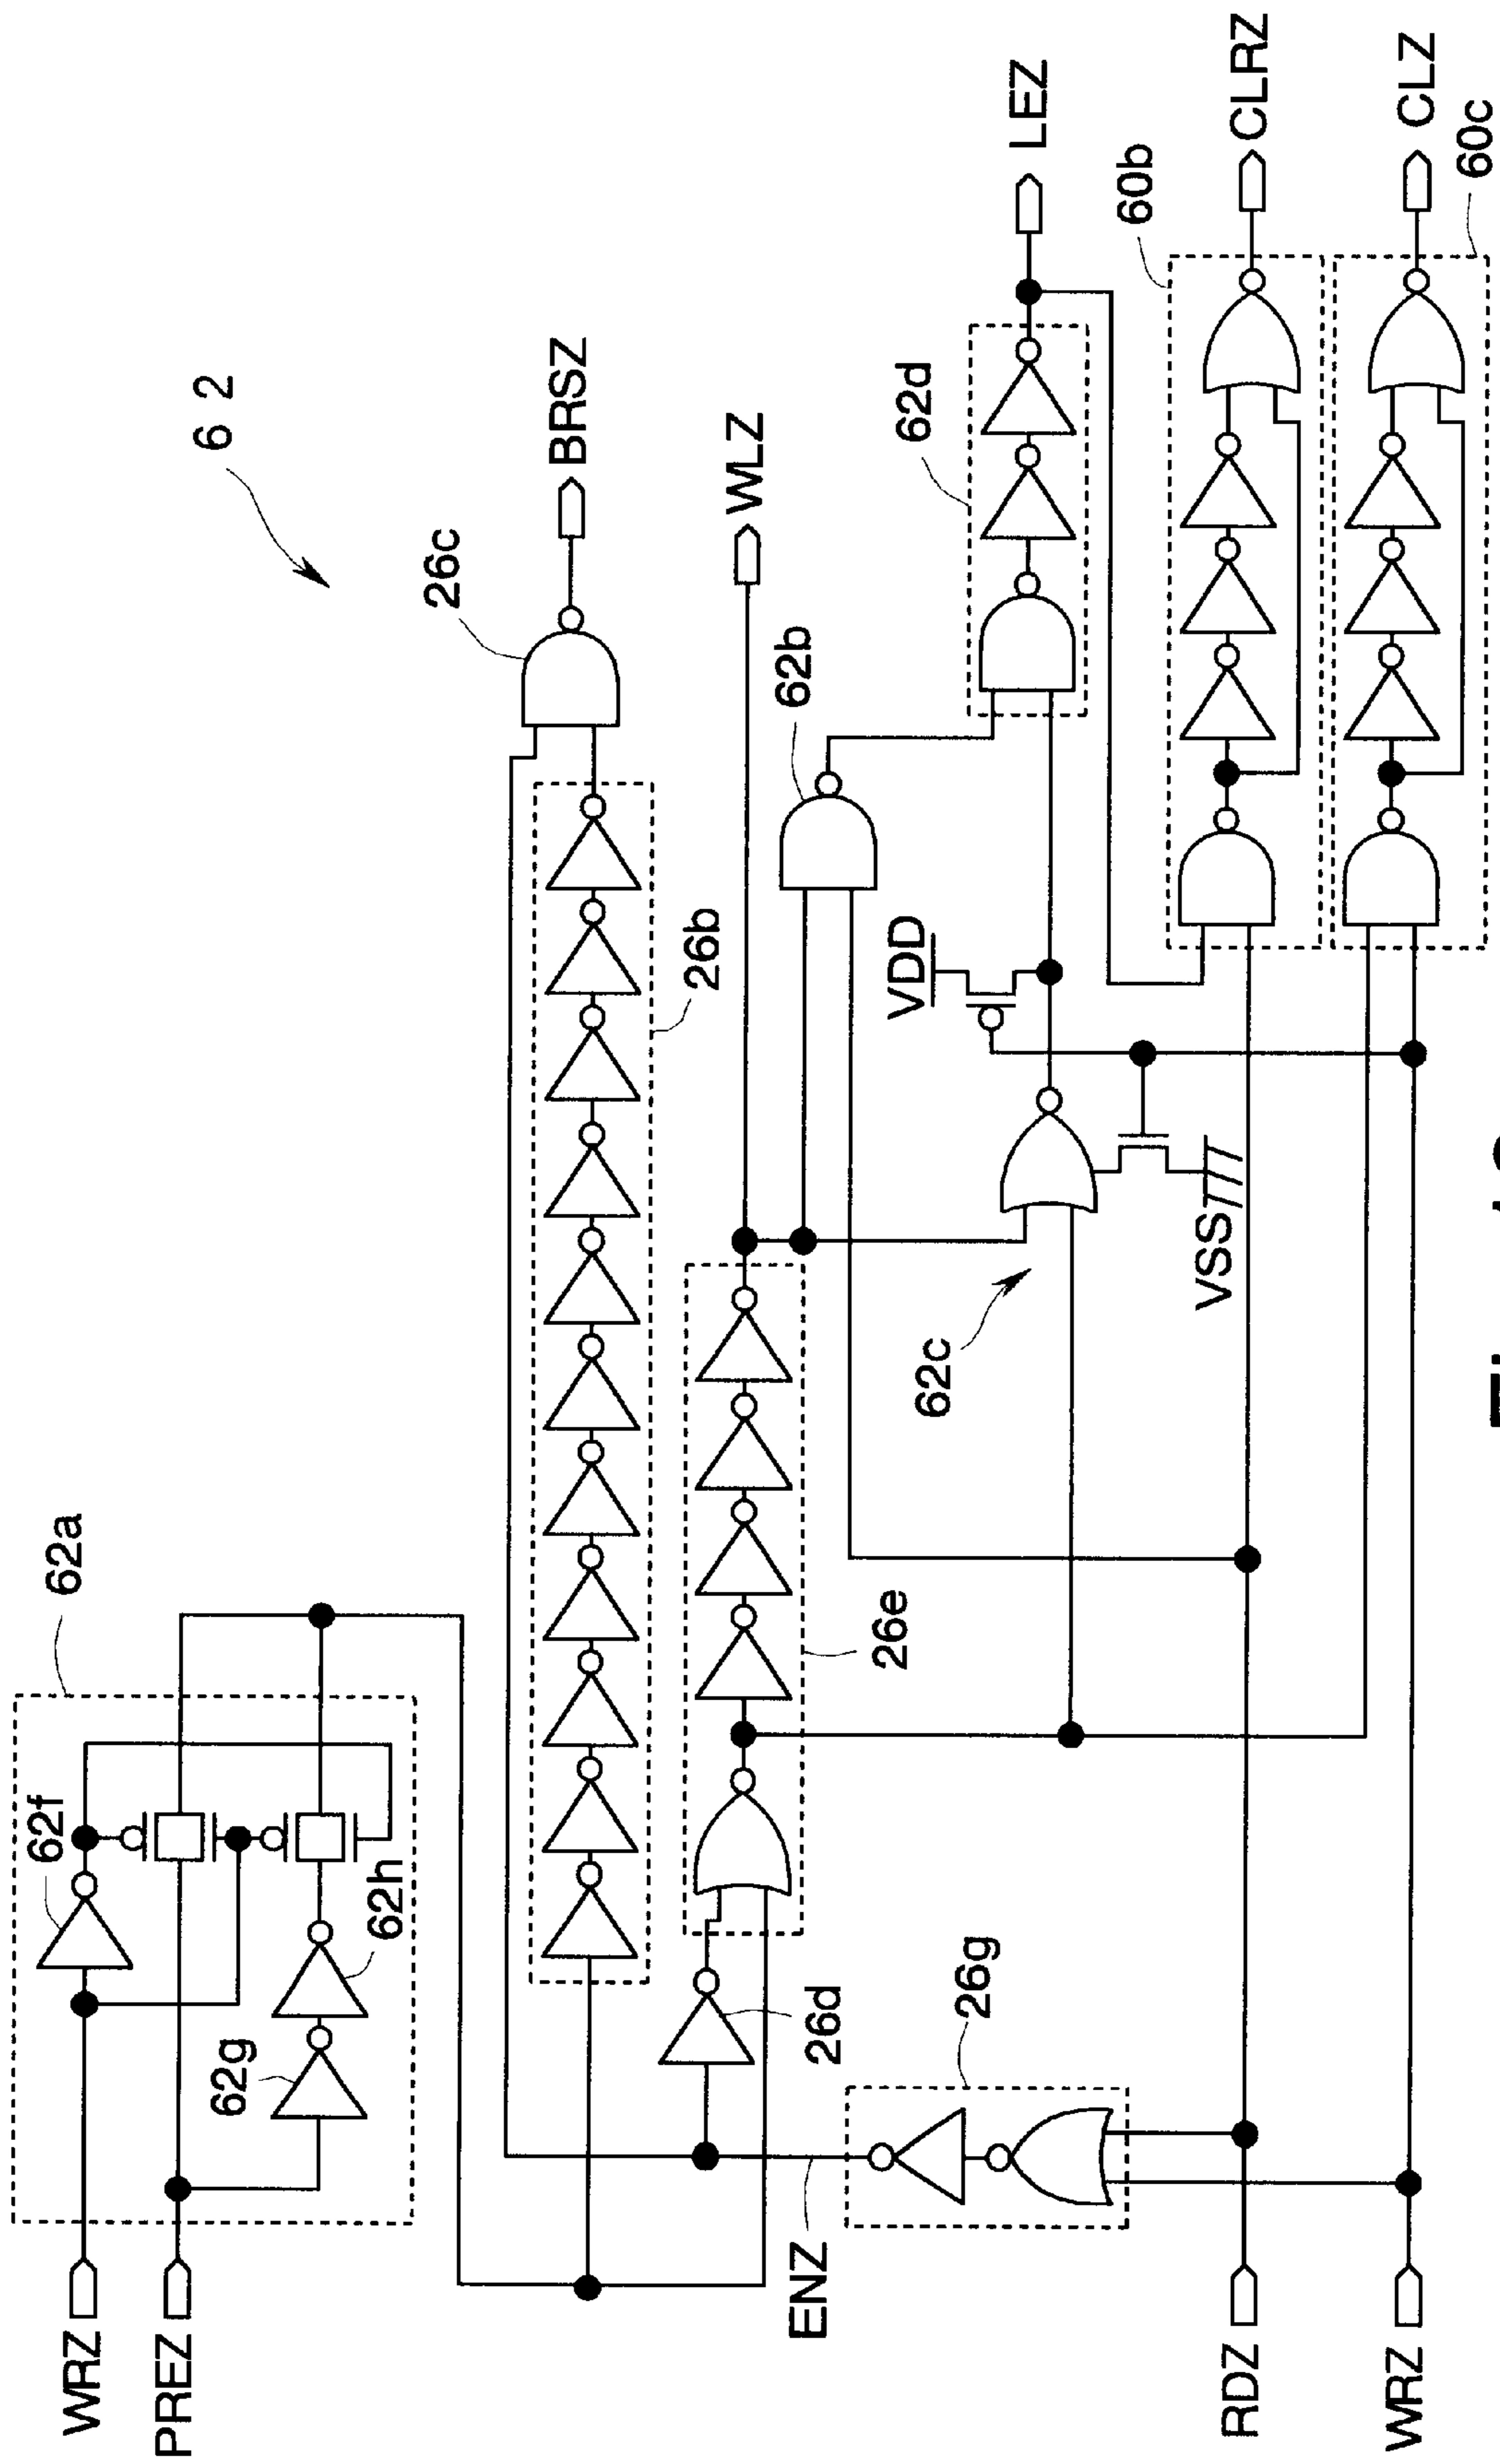 6 2
62a
62f
62h
62g
WRZ
PREZ
26c
BRSZ
26b
WLZ
62b
26e
26d
VDD
62d
LEZ
62c
VSS
26g
ENZ
60b
CLRZ
RDZ
CLZ
60c
WRZ